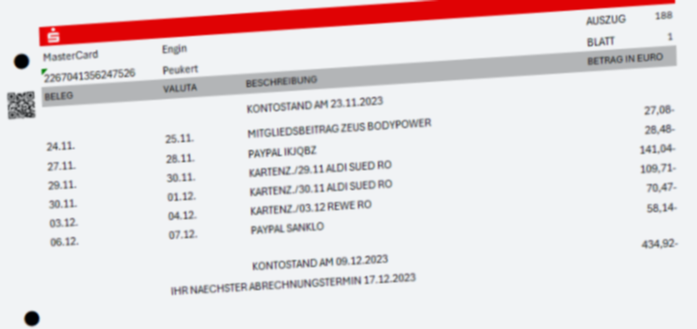 MasterCard Engin AUSZUG 188
2267041356247526 Peukert BLATT 1
BELEG VALUTA BESCHREIBUNG BETRAG IN EURO
KONTOSTAND AM 23.11.2023
24.11. 25.11. MITGLIEDSBEITRAG ZEUS BODYPOWER 27,08-
27.11. 28.11. PAYPAL IKJQBZ 28,48-
29.11. 30.11. KARTENZ./29.11 ALDI SUED RO 141,04-
30.11. 01.12. KARTENZ./30.11 ALDI SUED RO 109,71-
03.12. 04.12. KARTENZ./03.12 REWE RO 70,47-
06.12. 07.12. PAYPAL SANKLO 58,14-
KONTOSTAND AM 09.12.2023 434,92-
IHR NAECHSTER ABRECHNUNGSTERMIN 17.12.2023